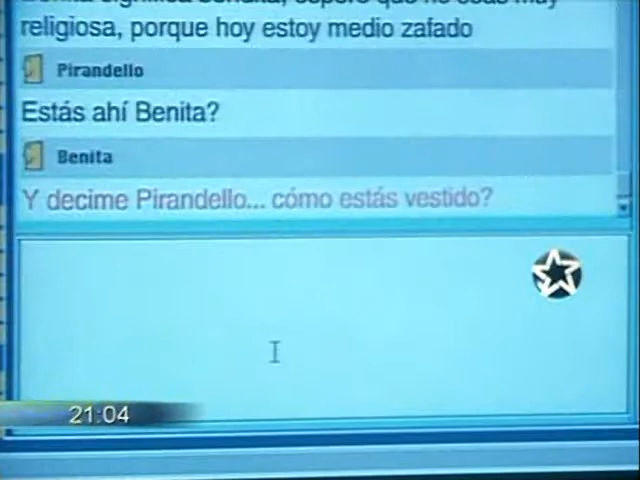 religiosa, porque hoy estoy medio zafado
Pirandello
Estás ahí Benita?
Benita
Y decime Pirandello... cómo estás vestido?
21:04